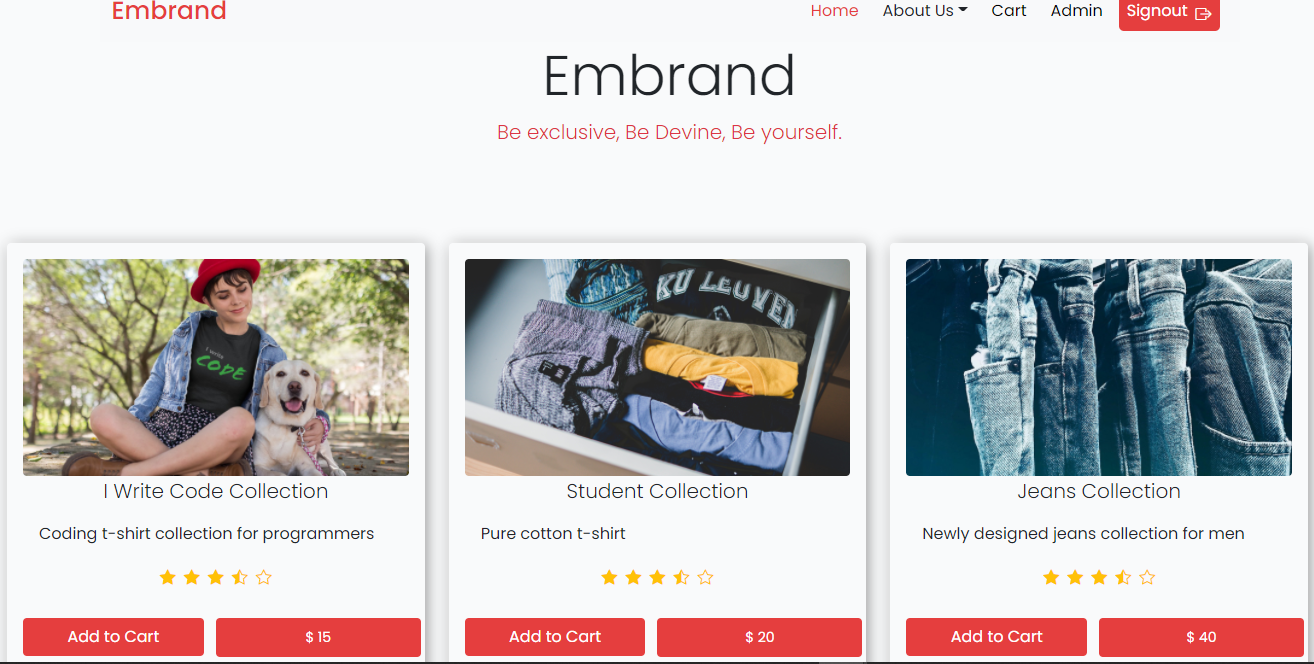 Embrand
Home About Us Cart Admin Signout
Embrand
Be exclusive, Be Devine, Be yourself.
I Write
CODE
KU LEUVEN
I Write Code Collection
Student Collection
Jeans Collection
Coding t-shirt collection for programmers
Pure cotton t-shirt
Newly designed jeans collection for men
Add to Cart $ 15
Add to Cart $ 20
Add to Cart $ 40